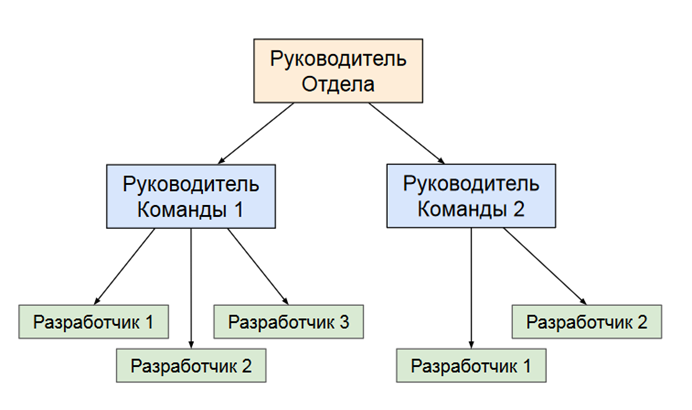 Руководитель
Отдела
Руководитель
Команды 1
Руководитель
Команды 2
Разработчик 1
Разработчик 3
Разработчик 2
Разработчик 2
Разработчик 1